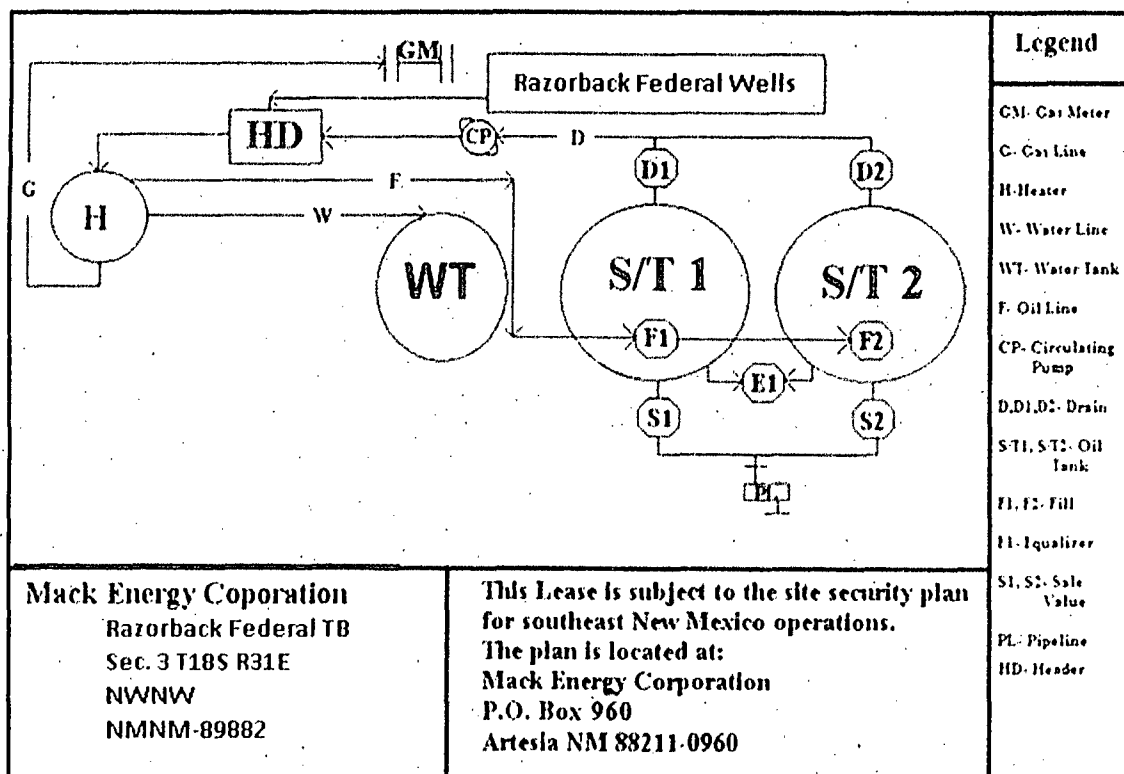 GM
Razorback Federal Wells
HD
CP
D
D1
D2
G
H
F
W
WT
S/T 1
S/T 2
F1
F2
E1
S1
S2
PL
Legend
GM- Gas Meter
G- Gas Line
H-Heater
W- Water Line
WT- Water Tank
F- Oil Line
CP- Circulating
Pump
D,D1,D2- Drain
S/T1, S/T2- Oil
Tank
F1, F2- Fill
E1- Equalizer
S1, S2- Sale
Value
PL- Pipeline
HD- Header
Mack Energy Coporation
Razorback Federal TB
Sec. 3 T18S R31E
NWNW
NMNM-89882
This Lease is subject to the site security plan
for southeast New Mexico operations.
The plan is located at:
Mack Energy Corporation
P.O. Box 960
Artesia NM 88211-0960